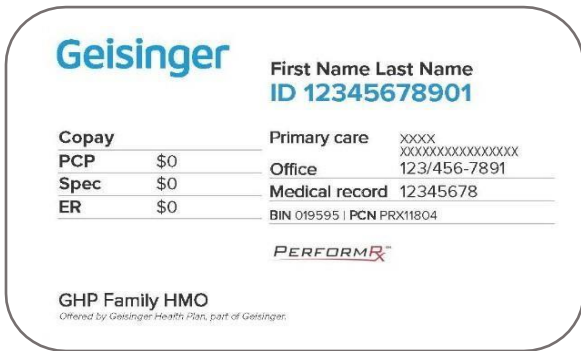 Geisinger
First Name Last Name
ID 12345678901
Copay
PCP $0
Spec $0
ER $0
Primary care XXXX
XXXXXXXXXXXXXXXX
Office 123/456-7891
Medical record 12345678
BIN 019595 | PCN PRX11804
PERFORMRx™
GHP Family HMO
Offered by Geisinger Health Plan, part of Geisinger.